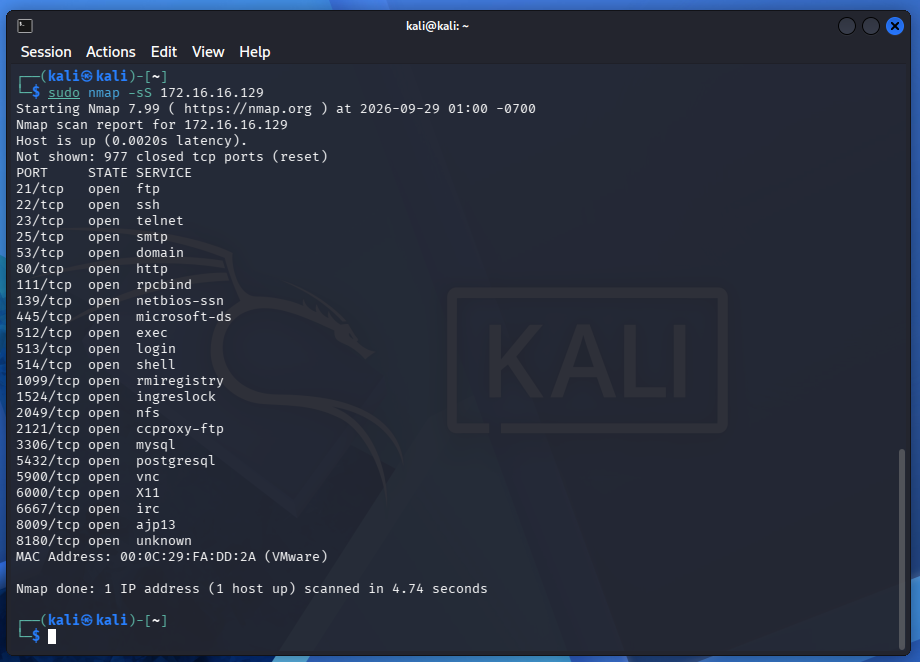 kali@kali: ~
Session Actions Edit View Help
┌──(kali㉿kali)-[~]
└─$ sudo nmap -sS 172.16.16.129
Starting Nmap 7.99 ( https://nmap.org ) at 2026-09-29 01:00 -0700
Nmap scan report for 172.16.16.129
Host is up (0.0020s latency).
Not shown: 977 closed tcp ports (reset)
PORT     STATE SERVICE
21/tcp   open  ftp
22/tcp   open  ssh
23/tcp   open  telnet
25/tcp   open  smtp
53/tcp   open  domain
80/tcp   open  http
111/tcp  open  rpcbind
139/tcp  open  netbios-ssn
445/tcp  open  microsoft-ds
512/tcp  open  exec
513/tcp  open  login
514/tcp  open  shell
1099/tcp open  rmiregistry
1524/tcp open  ingreslock
2049/tcp open  nfs
2121/tcp open  ccproxy-ftp
3306/tcp open  mysql
5432/tcp open  postgresql
5900/tcp open  vnc
6000/tcp open  X11
6667/tcp open  irc
8009/tcp open  ajp13
8180/tcp open  unknown
MAC Address: 00:0C:29:FA:DD:2A (VMware)
Nmap done: 1 IP address (1 host up) scanned in 4.74 seconds
┌──(kali㉿kali)-[~]
└─$
KALI